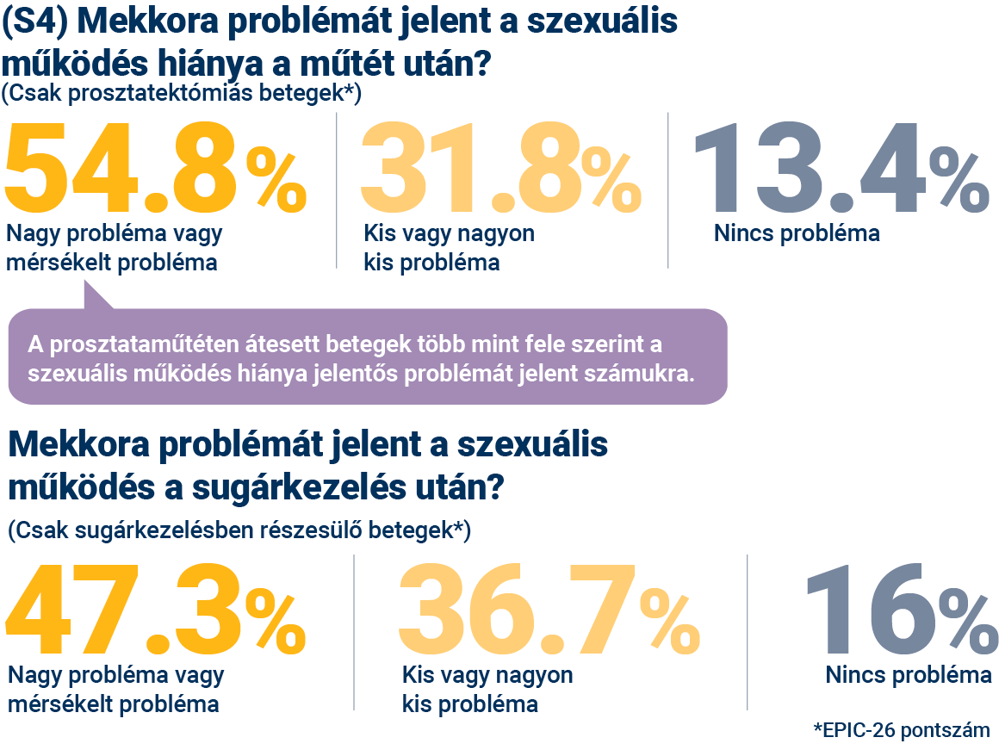 (S4) Mekkora problémát jelent a szexuális
működés hiánya a műtét után?
(Csak prosztatektómiás betegek*)
54.8%
Nagy probléma vagy
mérsékelt probléma
31.8%
Kis vagy nagyon
kis probléma
13.4%
Nincs probléma
A prosztataműtéten átesett betegek több mint fele szerint a
szexuális működés hiánya jelentős problémát jelent számukra.
Mekkora problémát jelent a szexuális
működés a sugárkezelés után?
(Csak sugárkezelésben részesülő betegek*)
47.3%
Nagy probléma vagy
mérsékelt probléma
36.7%
Kis vagy nagyon
kis probléma
16%
Nincs probléma
*EPIC-26 pontszám